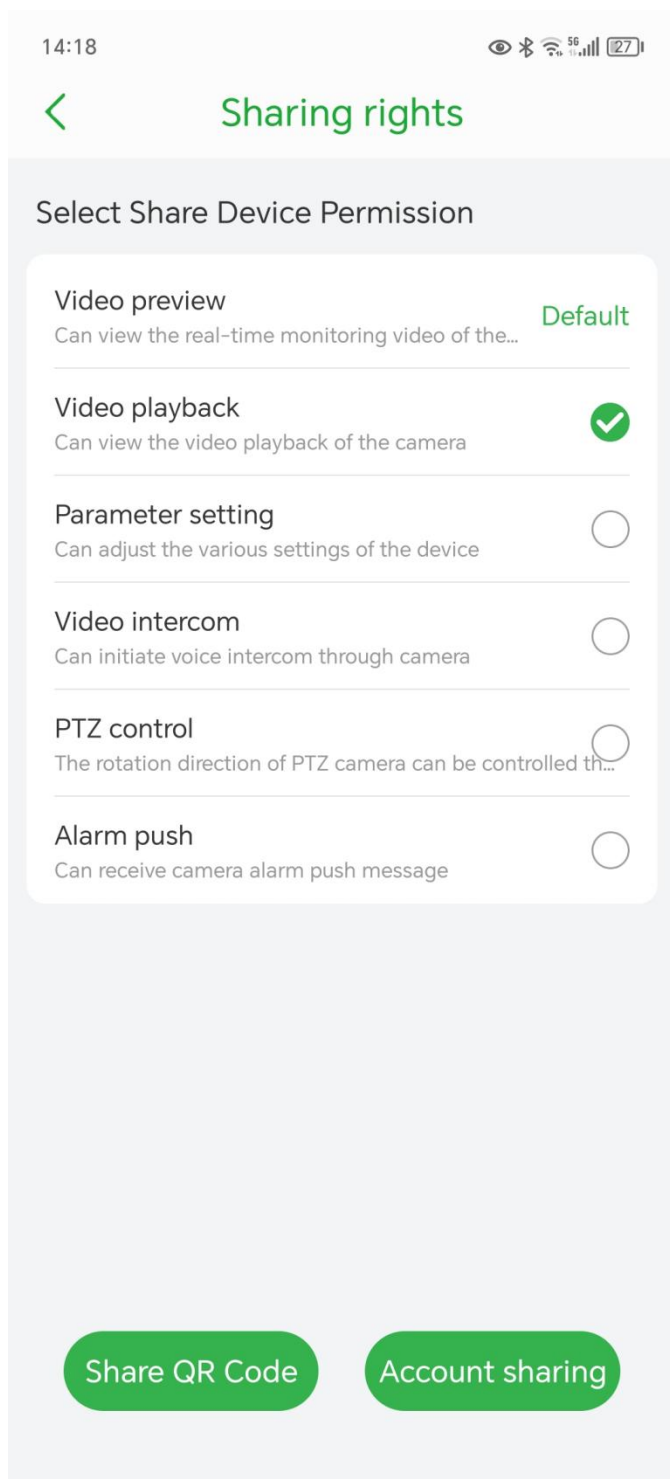 14:18
5G
27
Sharing rights
Select Share Device Permission
Video preview
Can view the real-time monitoring video of the...
Default
Video playback
Can view the video playback of the camera
Parameter setting
Can adjust the various settings of the device
Video intercom
Can initiate voice intercom through camera
PTZ control
The rotation direction of PTZ camera can be controlled th...
Alarm push
Can receive camera alarm push message
Share QR Code
Account sharing